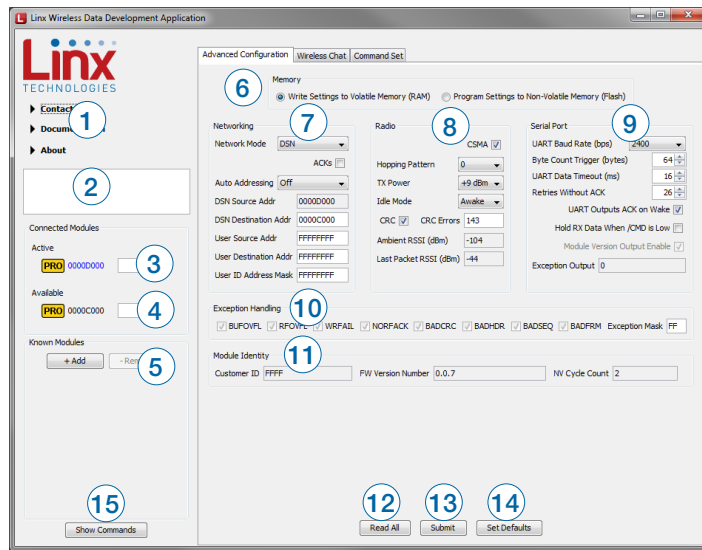 Linx Wireless Data Development Application
Linx
TECHNOLOGIES
Contact
1
Documen
About
2
Connected Modules
Active
PRO 0000D000
3
Available
PRO 0000C000
4
Known Modules
+ Add
- Re
5
15
Show Commands
Advanced Configuration Wireless Chat Command Set
6
Memory
Write Settings to Volatile Memory (RAM) Program Settings to Non-Volatile Memory (Flash)
Networking
7
Network Mode DSN
ACKs
Auto Addressing Off
DSN Source Addr 0000D000
DSN Destination Addr 0000C000
User Source Addr FFFFFFFF
User Destination Addr FFFFFFFF
User ID Address Mask FFFFFFFF
Radio
8
CSMA
Hopping Pattern 0
TX Power +9 dBm
Idle Mode Awake
CRC CRC Errors 143
Ambient RSSI (dBm) -104
Last Packet RSSI (dBm) -44
Serial Port
9
UART Baud Rate (bps) 2400
Byte Count Trigger (bytes) 64
UART Data Timeout (ms) 16
Retries Without ACK 26
UART Outputs ACK on Wake
Hold RX Data When /CMD is Low
Module Version Output Enable
Exception Output 0
Exception Handling
10
BUFOVFL RFOVFL WRFAIL NORFACK BADCRC BADHDR BADSEQ BADFRM Exception Mask FF
Module Identity
11
Customer ID FFFF FW Version Number 0.0.7 NV Cycle Count 2
12 13 14
Read All Submit Set Defaults